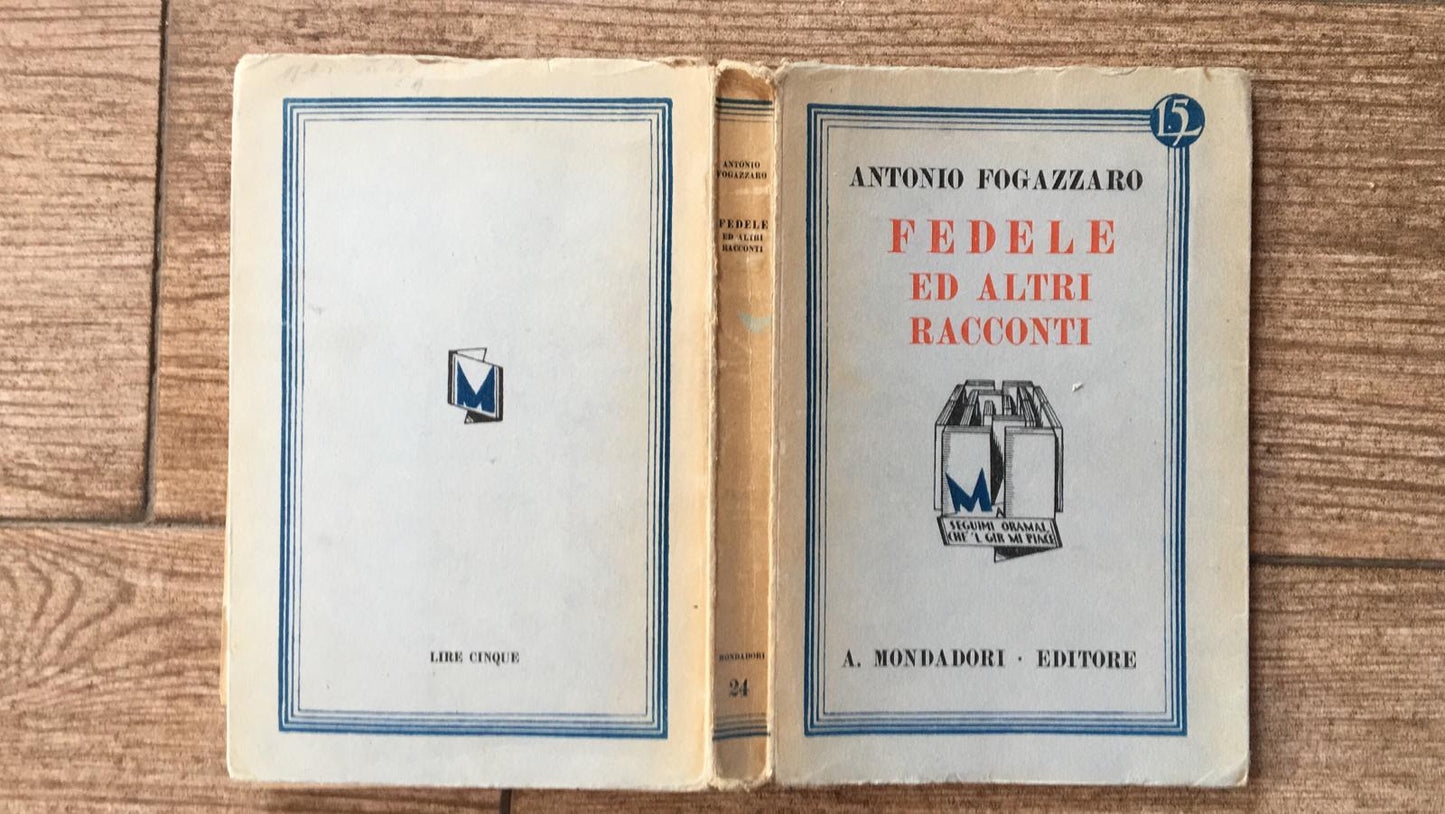 LIRE CINQUE
ANTONIO
FOGAZZARO
FEDELE
ED ALTRI
RACCONTI
MONDADORI
24
L5
ANTONIO FOGAZZARO
FEDELE
ED ALTRI
RACCONTI
M
SEGUIMI ORAMAI,
CHE 'L GIR MI PIACE
A. MONDADORI · EDITORE
M